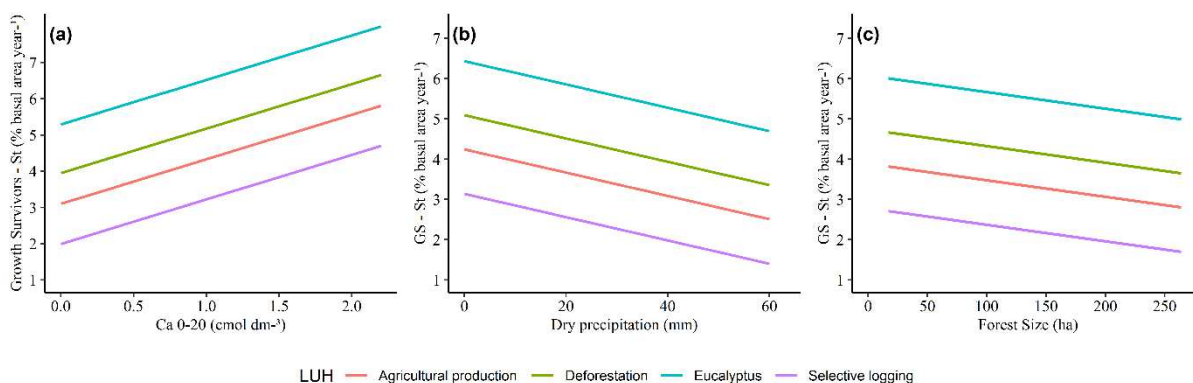 (a)
Growth Survivors - St (% basal area year-¹)
7
6
5
4
3
2
1
0.0 0.5 1.0 1.5 2.0
Ca 0-20 (cmol dm-³)
(b)
GS - St (% basal area year-¹)
7
6
5
4
3
2
1
0 20 40 60
Dry precipitation (mm)
(c)
GS - St (% basal area year-¹)
7
6
5
4
3
2
1
0 50 100 150 200 250
Forest Size (ha)
LUH Agricultural production Deforestation Eucalyptus Selective logging